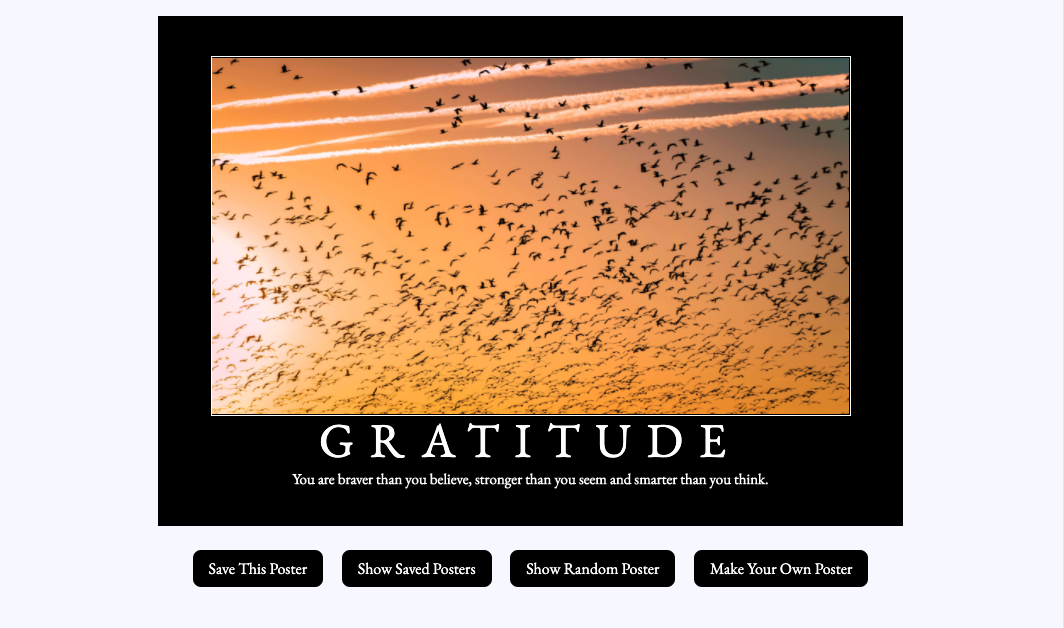 GRATITUDE
You are braver than you believe, stronger than you seem and smarter than you think.
Save This Poster
Show Saved Posters
Show Random Poster
Make Your Own Poster